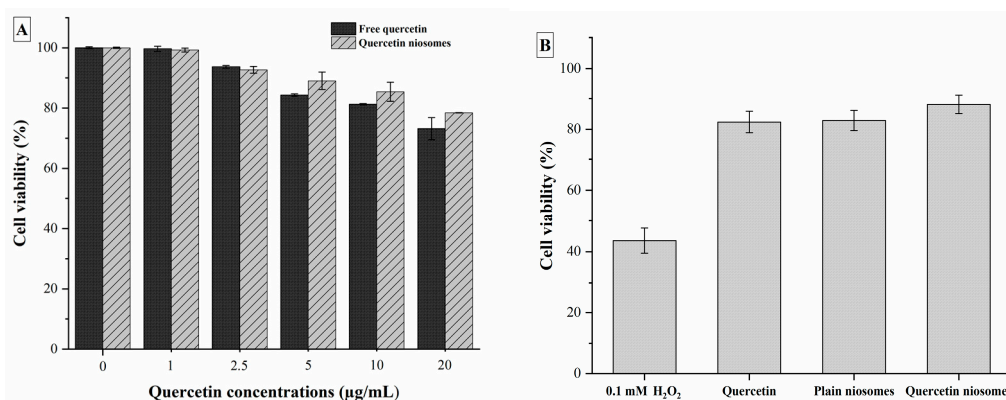 A
Free quercetin
Quercetin niosomes
100
80
60
40
20
0
Cell viability (%)
0 1 2.5 5 10 20
Quercetin concentrations (µg/mL)
B
100
80
60
40
20
0
Cell viability (%)
0.1 mM H₂O₂ Quercetin Plain niosomes Quercetin niosome